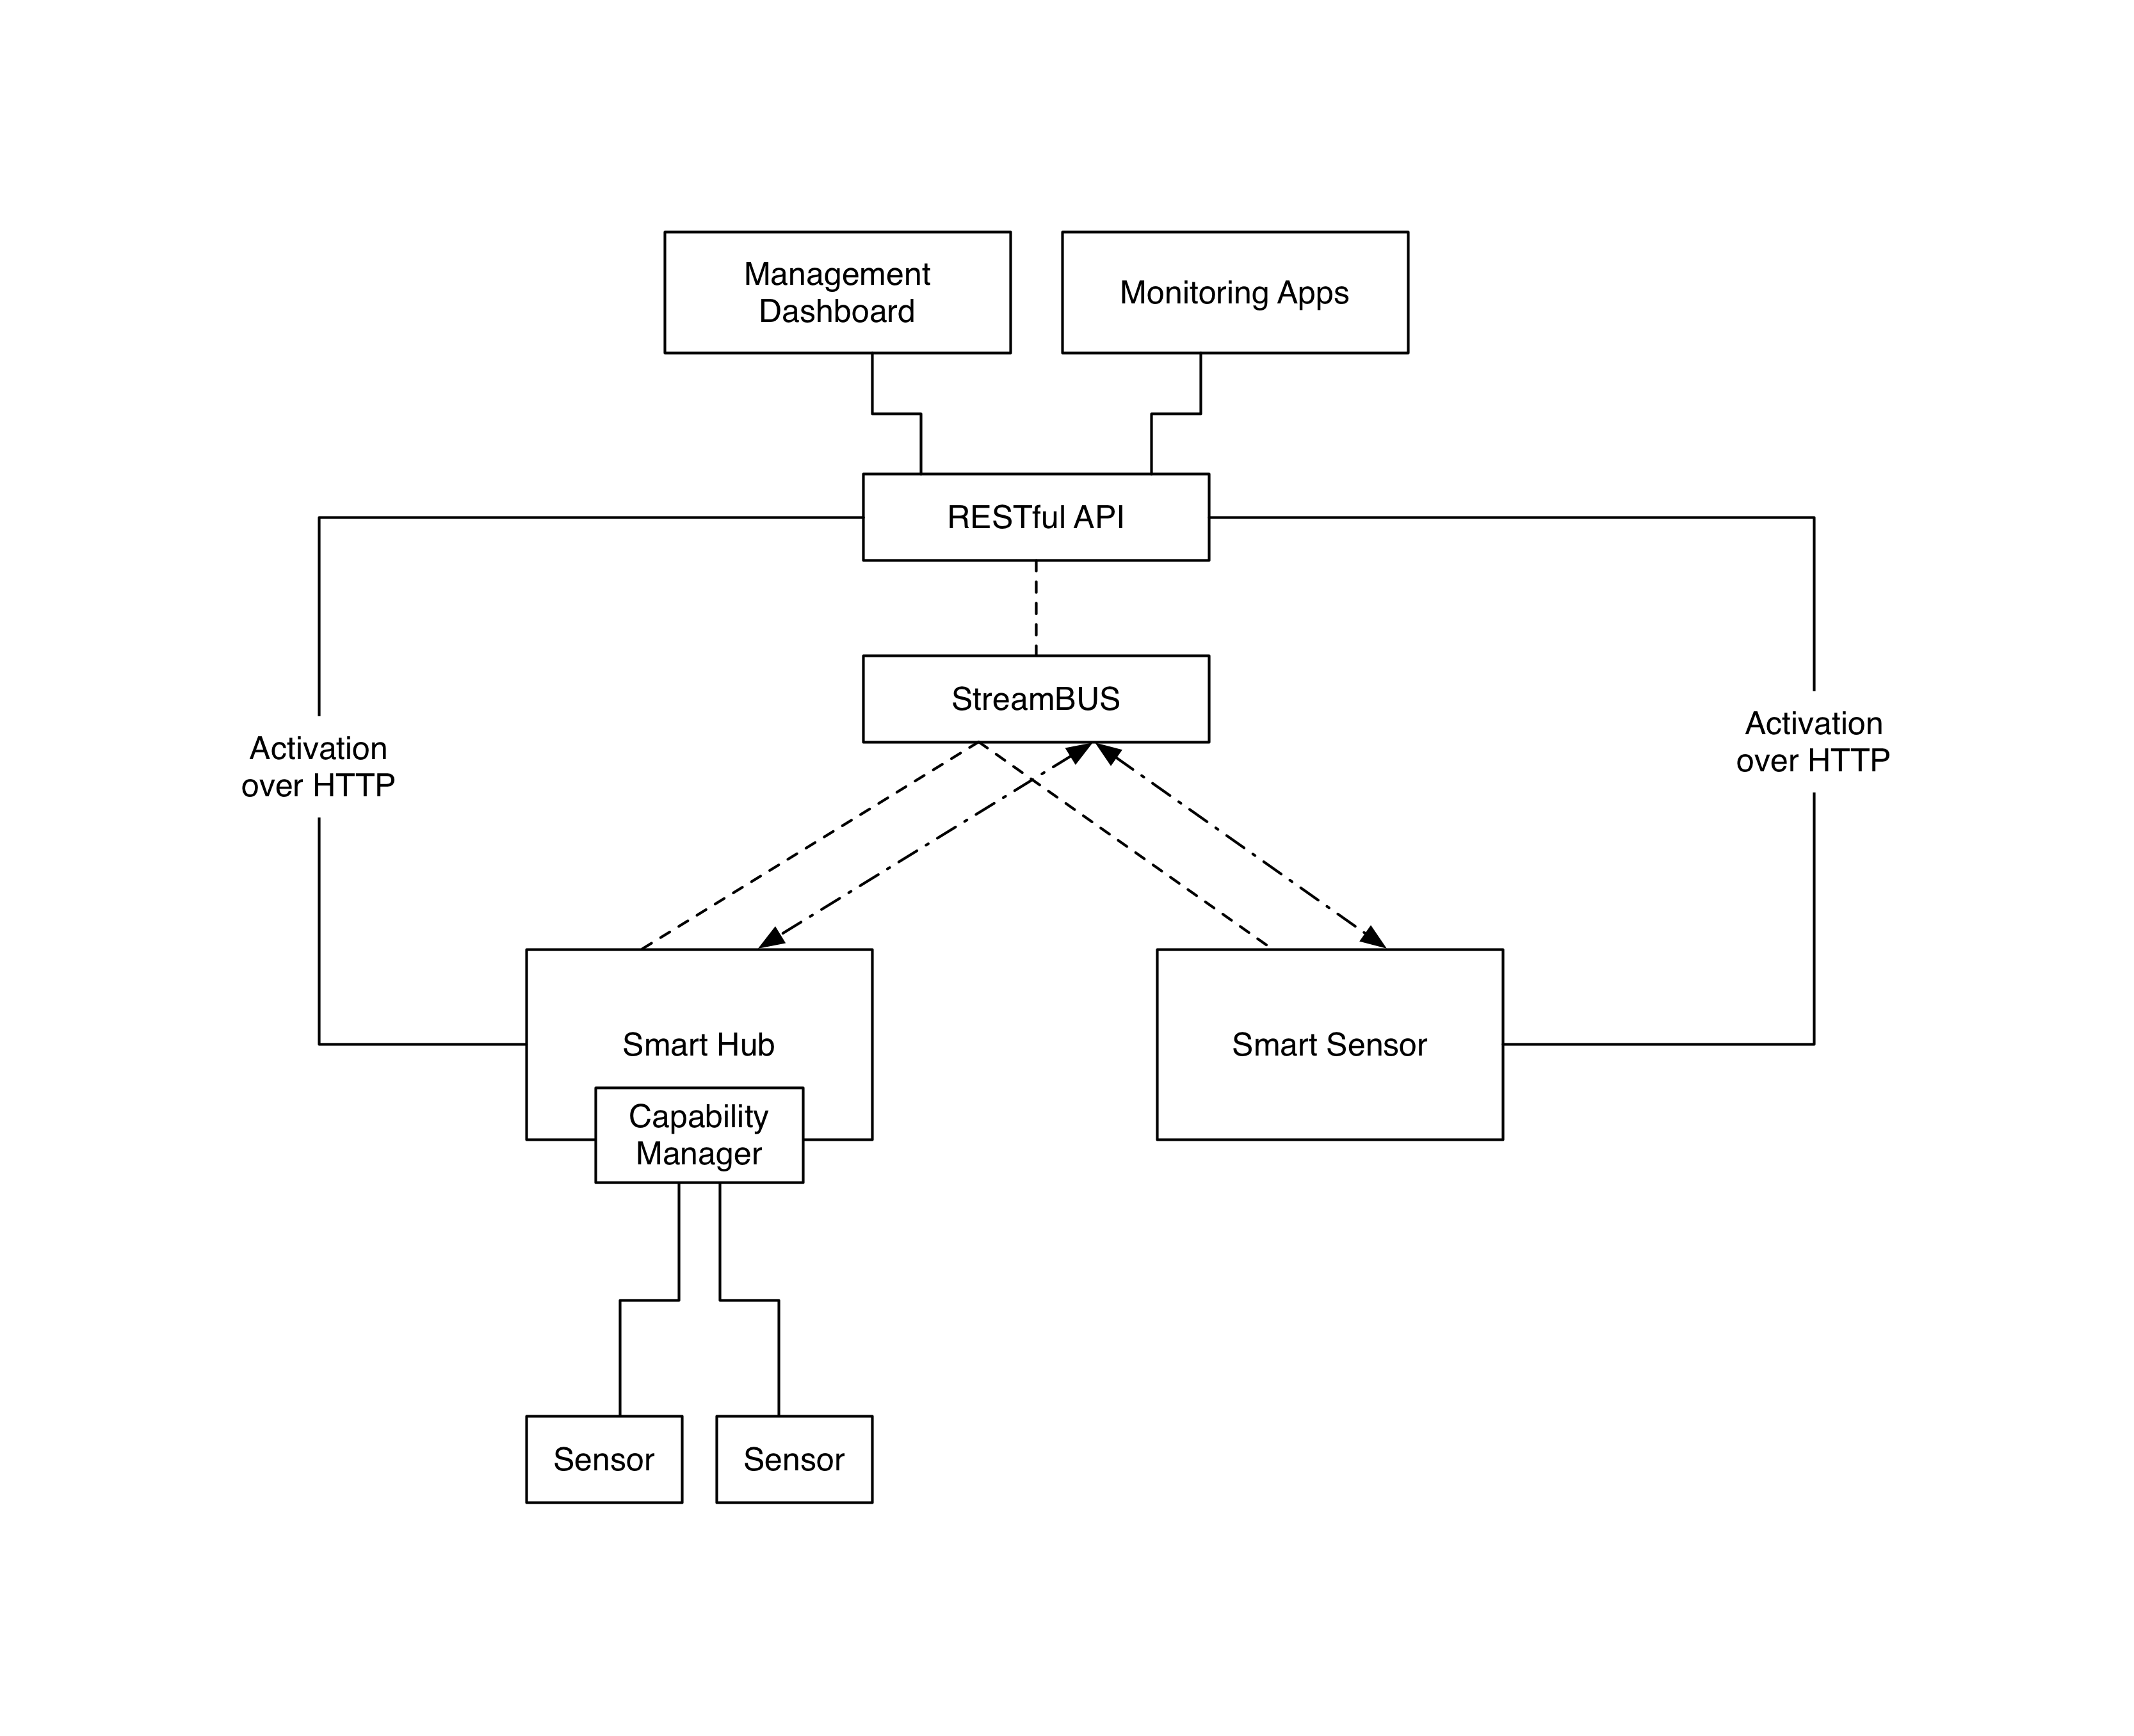 Management
Dashboard
Monitoring Apps
RESTful API
StreamBUS
Activation
over HTTP
Activation
over HTTP
Smart Hub
Smart Sensor
Capability
Manager
Sensor
Sensor